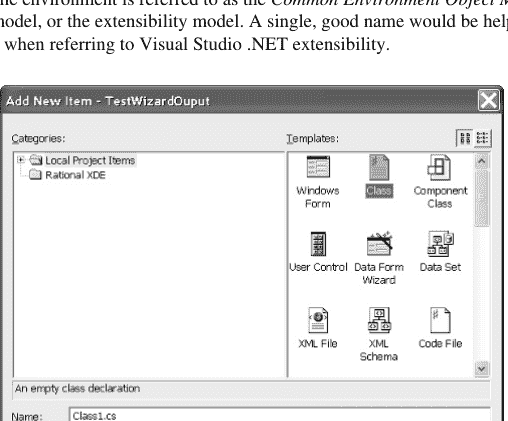 ne environment is referred to as the Common Environment Object M
nodel, or the extensibility model. A single, good name would be help
when referring to Visual Studio .NET extensibility.
Add New Item - TestWizardOuput
Categories: Templates:
Local Project Items
Rational XDE
Windows Form
Class
Component Class
User Control
Data Form Wizard
Data Set
XML File
XML Schema
Code File
An empty class declaration
Name: Class1.cs